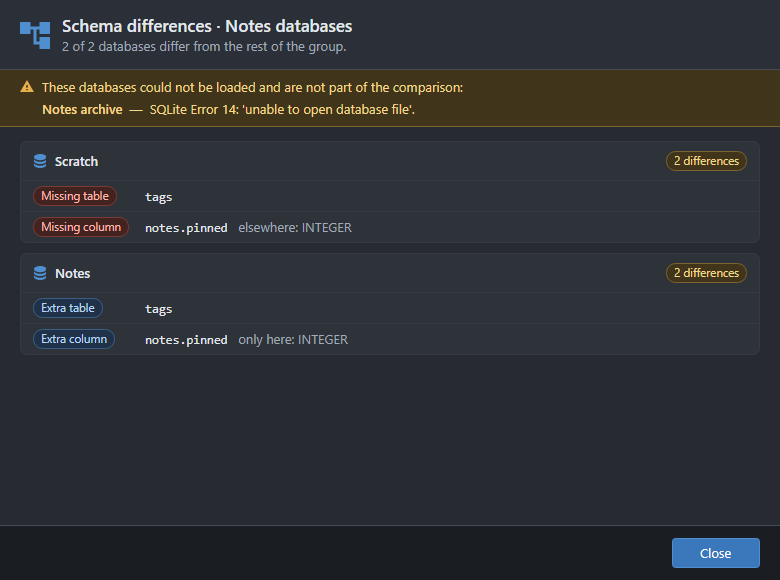 Schema differences · Notes databases
2 of 2 databases differ from the rest of the group.
These databases could not be loaded and are not part of the comparison:
Notes archive — SQLite Error 14: 'unable to open database file'.
Scratch 2 differences
Missing table tags
Missing column notes.pinned elsewhere: INTEGER
Notes 2 differences
Extra table tags
Extra column notes.pinned only here: INTEGER
Close